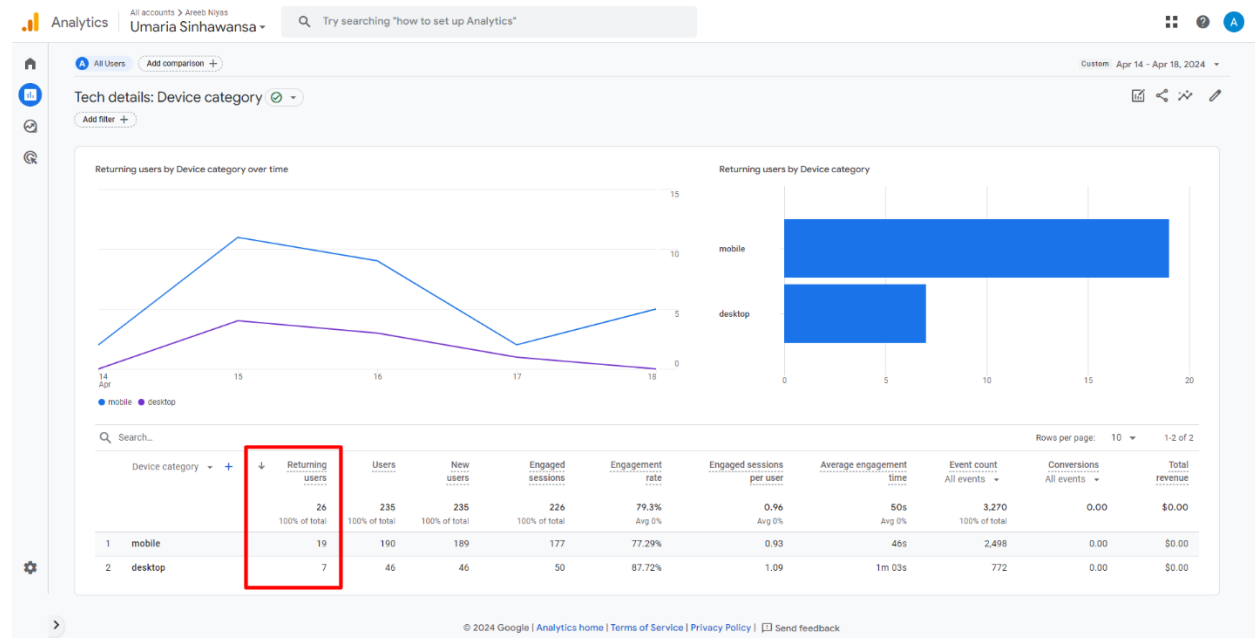 Analytics
All accounts > Areeb Niyas
Umaria Sinhawansa
Try searching "how to set up Analytics"
A
A All Users
Add comparison +
Custom Apr 14 - Apr 18, 2024
Tech details: Device category
Add filter +
Returning users by Device category over time
15
10
5
0
14
Apr
15
16
17
18
mobile
desktop
Returning users by Device category
mobile
desktop
0
5
10
15
20
Search...
Rows per page: 10
1-2 of 2
Device category + ↓ Returning users Users New users Engaged sessions Engagement rate Engaged sessions per user Average engagement time Event count All events Conversions All events Total revenue
26 235 235 226 79.3% 0.96 50s 3,270 0.00 $0.00
100% of total 100% of total 100% of total 100% of total Avg 0% Avg 0% Avg 0% 100% of total
1 mobile 19 190 189 177 77.29% 0.93 46s 2,498 0.00 $0.00
2 desktop 7 46 46 50 87.72% 1.09 1m 03s 772 0.00 $0.00
© 2024 Google | Analytics home | Terms of Service | Privacy Policy | Send feedback